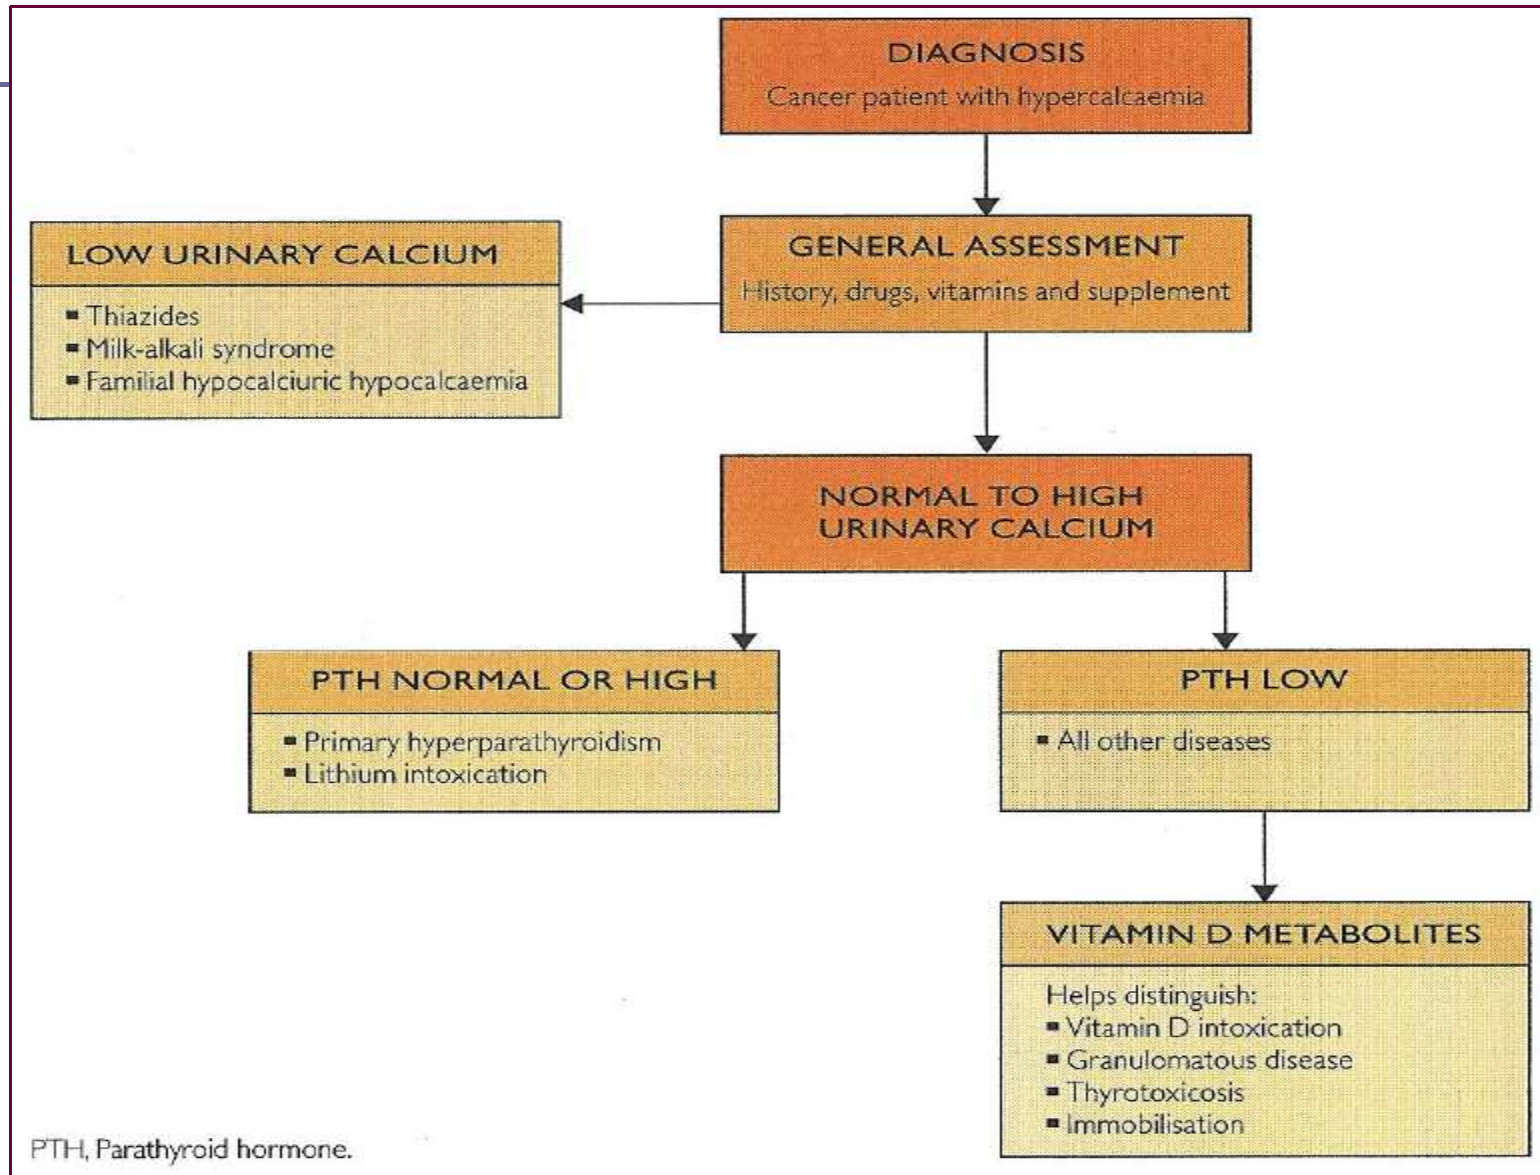 DIAGNOSIS
Cancer patient with hypercalcaemia
LOW URINARY CALCIUM
▪ Thiazides
▪ Milk-alkali syndrome
▪ Familial hypocalciuric hypocalcaemia
GENERAL ASSESSMENT
History, drugs, vitamins and supplement
NORMAL TO HIGH
URINARY CALCIUM
PTH NORMAL OR HIGH
▪ Primary hyperparathyroidism
▪ Lithium intoxication
PTH LOW
▪ All other diseases
VITAMIN D METABOLITES
Helps distinguish:
▪ Vitamin D intoxication
▪ Granulomatous disease
▪ Thyrotoxicosis
▪ Immobilisation
PTH, Parathyroid hormone.